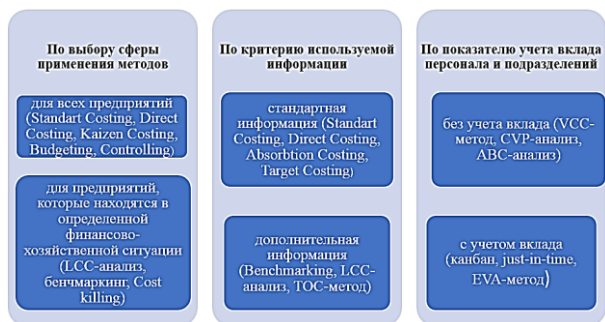 По выбору сферы
применения методов
для всех предприятий
(Standart Costing, Direct
Costing, Kaizen Costing,
Budgeting, Controlling)
для предприятий,
которые находятся в
определенной
финансово-
хозяйственной ситуации
(LCC-анализ,
бенчмаркинг, Cost
killing)
По критерию используемой
информации
стандартная
информация (Standart
Costing, Direct Costing,
Absorbtion Costing,
Target Costing)
дополнительная
информация
(Benchmarking, LCC-
анализ, TOC-метод)
По показателю учета вклада
персонала и подразделений
без учета вклада (VCC-
метод, CVP-анализ,
ABC-анализ)
с учетом вклада
(канбан, just-in-time,
EVA-метод)